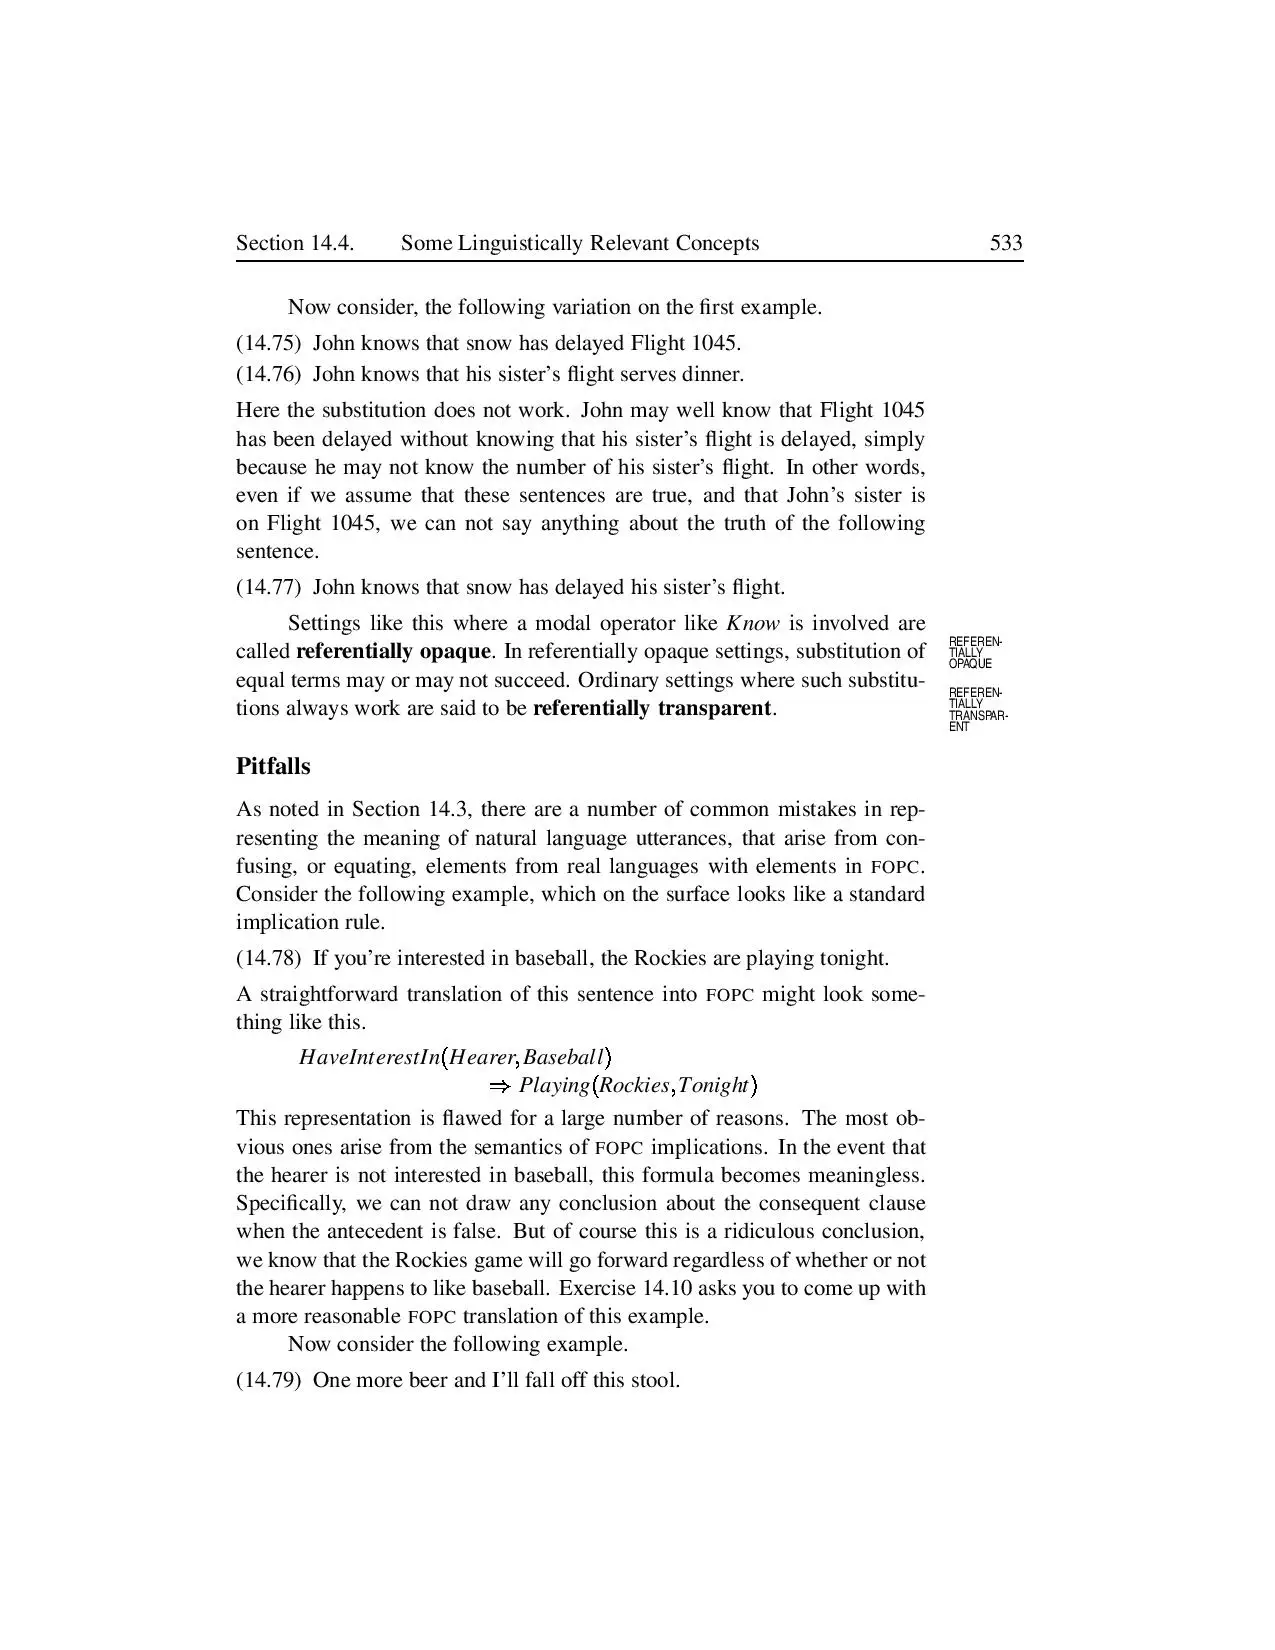 Section 14.4. Some Linguistically Relevant Concepts 533
Now consider, the following variation on the first example.
(14.75) John knows that snow has delayed Flight 1045.
(14.76) John knows that his sister's flight serves dinner.
Here the substitution does not work. John may well know that Flight 1045
has been delayed without knowing that his sister's flight is delayed, simply
because he may not know the number of his sister's flight. In other words,
even if we assume that these sentences are true, and that John's sister is
on Flight 1045, we can not say anything about the truth of the following
sentence.
(14.77) John knows that snow has delayed his sister's flight.
Settings like this where a modal operator like Know is involved are
called referentially opaque. In referentially opaque settings, substitution of
equal terms may or may not succeed. Ordinary settings where such substitu-
tions always work are said to be referentially transparent.
REFEREN-
TIALLY
OPAQUE
REFEREN-
TIALLY
TRANSPAR-
ENT
Pitfalls
As noted in Section 14.3, there are a number of common mistakes in rep-
resenting the meaning of natural language utterances, that arise from con-
fusing, or equating, elements from real languages with elements in FOPC.
Consider the following example, which on the surface looks like a standard
implication rule.
(14.78) If you're interested in baseball, the Rockies are playing tonight.
A straightforward translation of this sentence into FOPC might look some-
thing like this.
HaveInterestIn(Hearer,Baseball)
⇒ Playing(Rockies,Tonight)
This representation is flawed for a large number of reasons. The most ob-
vious ones arise from the semantics of FOPC implications. In the event that
the hearer is not interested in baseball, this formula becomes meaningless.
Specifically, we can not draw any conclusion about the consequent clause
when the antecedent is false. But of course this is a ridiculous conclusion,
we know that the Rockies game will go forward regardless of whether or not
the hearer happens to like baseball. Exercise 14.10 asks you to come up with
a more reasonable FOPC translation of this example.
Now consider the following example.
(14.79) One more beer and I'll fall off this stool.